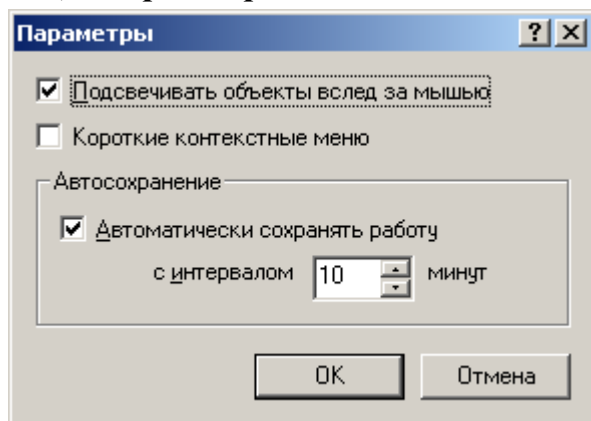 Параметры
Подсвечивать объекты вслед за мышью
Короткие контекстные меню
Автосохранение
Автоматически сохранять работу
с интервалом 10 минут
OK Отмена